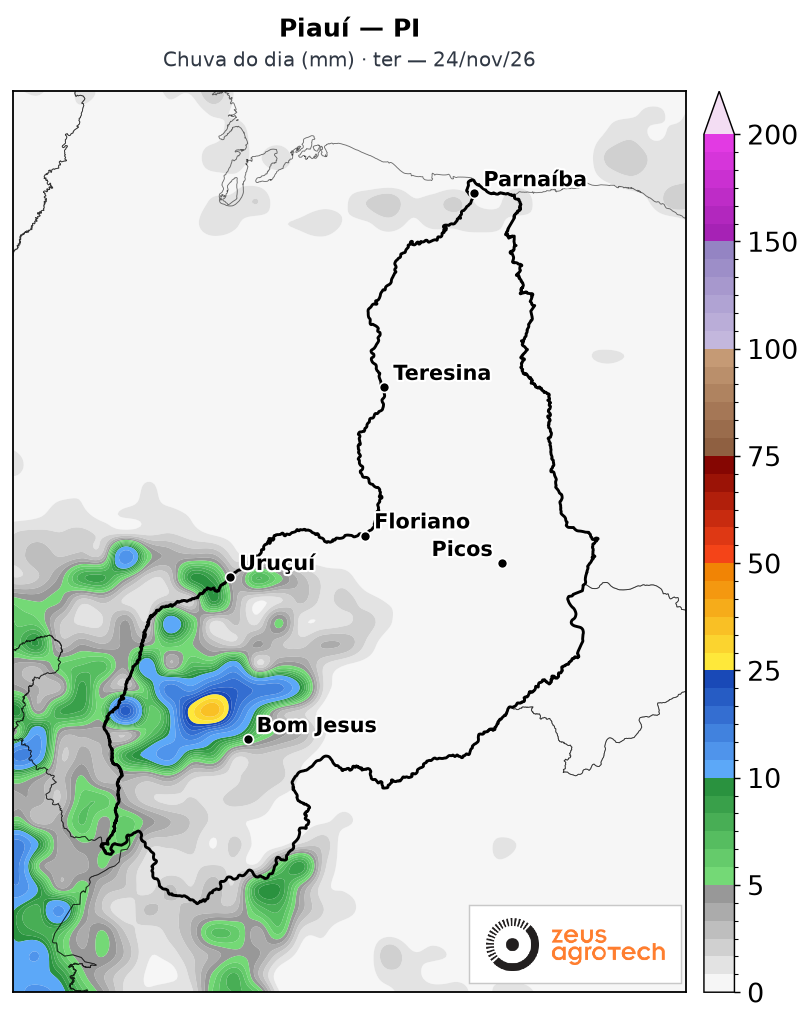 Piauí — PI
Chuva do dia (mm) · ter — 24/nov/26
Parnaíba
Teresina
Floriano
Picos
Uruçuí
Bom Jesus
200
150
100
75
50
25
10
5
0
zeus
agrotech